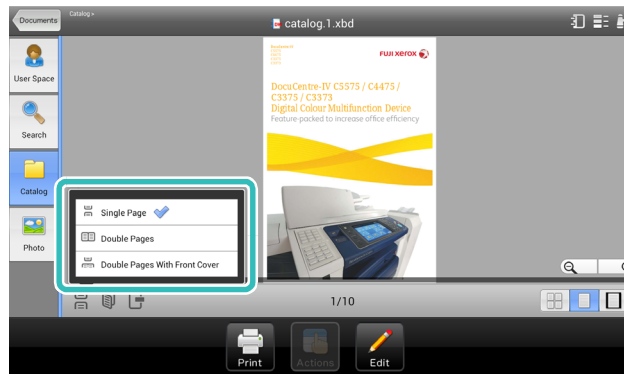 Documents
Catalog >
catalog.1.xbd
User Space
Search
Catalog
Photo
FUJI XEROX
DocuCentre-IV C5575 / C4475 /
C3375 / C3373
Digital Colour Multifunction Device
Feature-packed to increase office efficiency
Single Page
Double Pages
Double Pages With Front Cover
1/10
Print
Actions
Edit